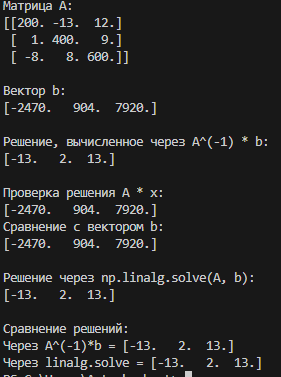 Матрица A:
[[200. -13.  12.]
 [  1. 400.   9.]
 [ -8.   8. 600.]]
Вектор b:
[-2470.   904.  7920.]
Решение, вычисленное через A^(-1) * b:
[-13.   2.  13.]
Проверка решения A * x:
[-2470.   904.  7920.]
Сравнение с вектором b:
[-2470.   904.  7920.]
Решение через np.linalg.solve(A, b):
[-13.   2.  13.]
Сравнение решений:
Через A^(-1)*b = [-13.   2.  13.]
Через linalg.solve = [-13.   2.  13.]